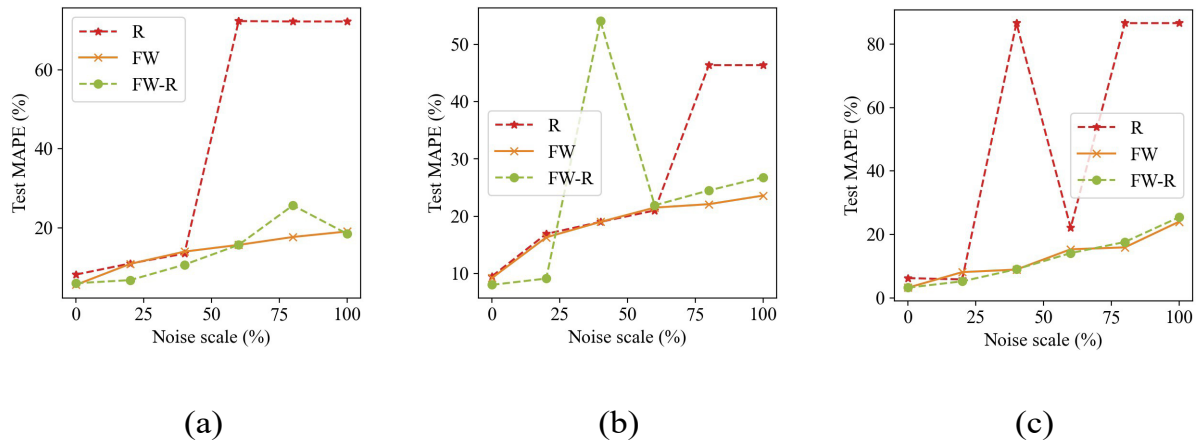 Test MAPE (%)
60
40
20
R
FW
FW-R
0 25 50 75 100
Noise scale (%)
(a)
Test MAPE (%)
50
40
30
20
10
R
FW
FW-R
0 25 50 75 100
Noise scale (%)
(b)
Test MAPE (%)
80
60
40
20
0
R
FW
FW-R
0 25 50 75 100
Noise scale (%)
(c)